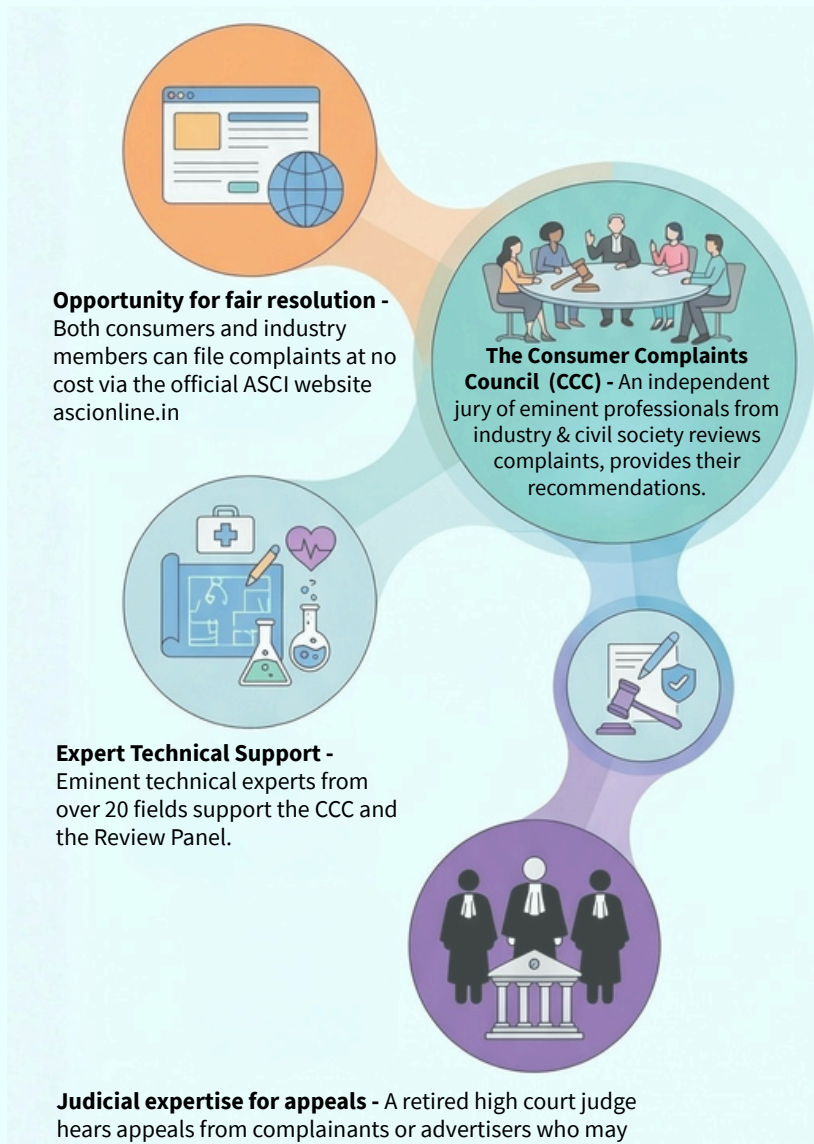 Opportunity for fair resolution -
Both consumers and industry
members can file complaints at no
cost via the official ASCI website
ascionline.in
The Consumer Complaints
Council (CCC) - An independent
jury of eminent professionals from
industry & civil society reviews
complaints, provides their
recommendations.
Expert Technical Support -
Eminent technical experts from
over 20 fields support the CCC and
the Review Panel.
Judicial expertise for appeals - A retired high court judge
hears appeals from complainants or advertisers who may